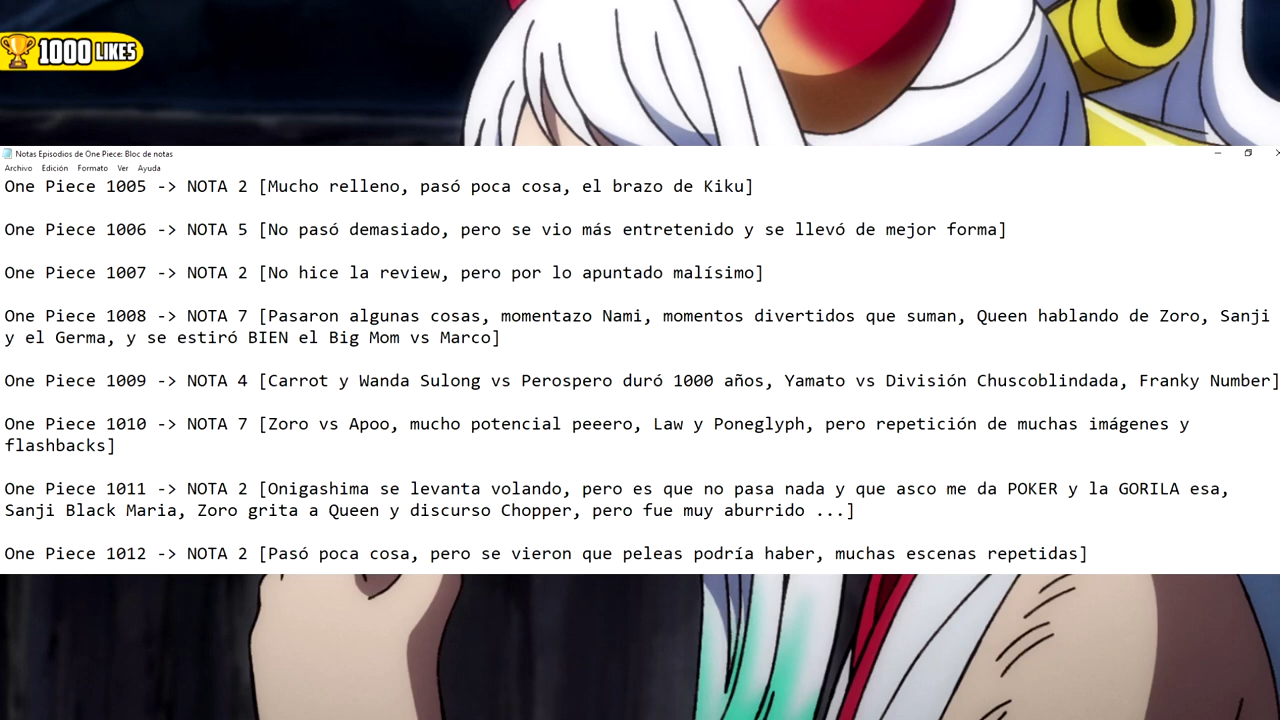 1000 LIKES
Notas Episodios de One Piece: Bloc de notas
Archivo Edición Formato Ver Ayuda
One Piece 1005 -> NOTA 2 [Mucho relleno, pasó poca cosa, el brazo de Kiku]
One Piece 1006 -> NOTA 5 [No pasó demasiado, pero se vio más entretenido y se llevó de mejor forma]
One Piece 1007 -> NOTA 2 [No hice la review, pero por lo apuntado malísimo]
One Piece 1008 -> NOTA 7 [Pasaron algunas cosas, momentazo Nami, momentos divertidos que suman, Queen hablando de Zoro, Sanji
y el Germa, y se estiró BIEN el Big Mom vs Marco]
One Piece 1009 -> NOTA 4 [Carrot y Wanda Sulong vs Perospero duró 1000 años, Yamato vs División Chuscoblindada, Franky Number]
One Piece 1010 -> NOTA 7 [Zoro vs Apoo, mucho potencial peeero, Law y Poneglyph, pero repetición de muchas imágenes y
flashbacks]
One Piece 1011 -> NOTA 2 [Onigashima se levanta volando, pero es que no pasa nada y que asco me da POKER y la GORILA esa,
Sanji Black Maria, Zoro grita a Queen y discurso Chopper, pero fue muy aburrido ...]
One Piece 1012 -> NOTA 2 [Pasó poca cosa, pero se vieron que peleas podría haber, muchas escenas repetidas]